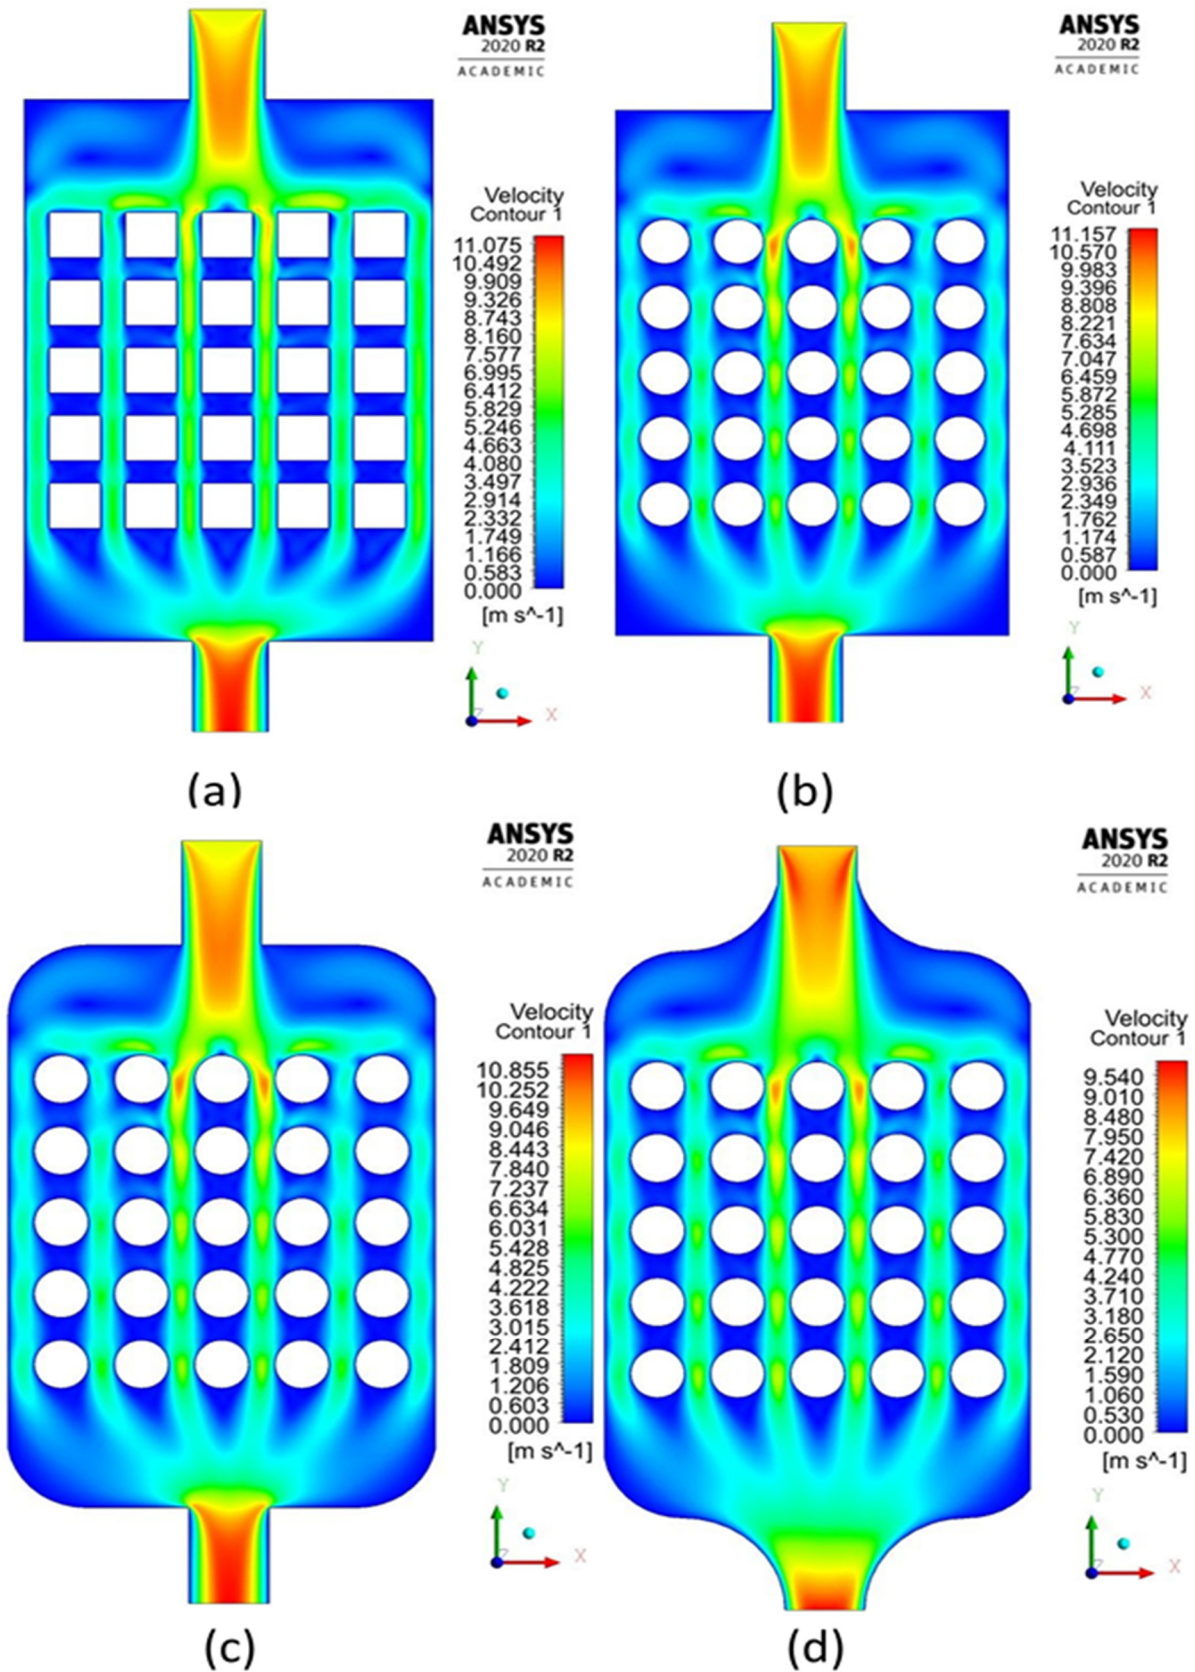 ANSYS
2020 R2
ACADEMIC
Velocity
Contour 1
11.075
10.492
9.909
9.326
8.743
8.160
7.577
6.995
6.412
5.829
5.246
4.663
4.080
3.497
2.914
2.332
1.749
1.166
0.583
0.000
[m s^-1]
Y
Z
X
(a)
ANSYS
2020 R2
ACADEMIC
Velocity
Contour 1
11.157
10.570
9.983
9.396
8.808
8.221
7.634
7.047
6.459
5.872
5.285
4.698
4.111
3.523
2.936
2.349
1.762
1.174
0.587
0.000
[m s^-1]
Y
Z
X
(b)
ANSYS
2020 R2
ACADEMIC
Velocity
Contour 1
10.855
10.252
9.649
9.046
8.443
7.840
7.237
6.634
6.031
5.428
4.825
4.222
3.618
3.015
2.412
1.809
1.206
0.603
0.000
[m s^-1]
Y
Z
X
(c)
ANSYS
2020 R2
ACADEMIC
Velocity
Contour 1
9.540
9.010
8.480
7.950
7.420
6.890
6.360
5.830
5.300
4.770
4.240
3.710
3.180
2.650
2.120
1.590
1.060
0.530
0.000
[m s^-1]
Y
Z
X
(d)